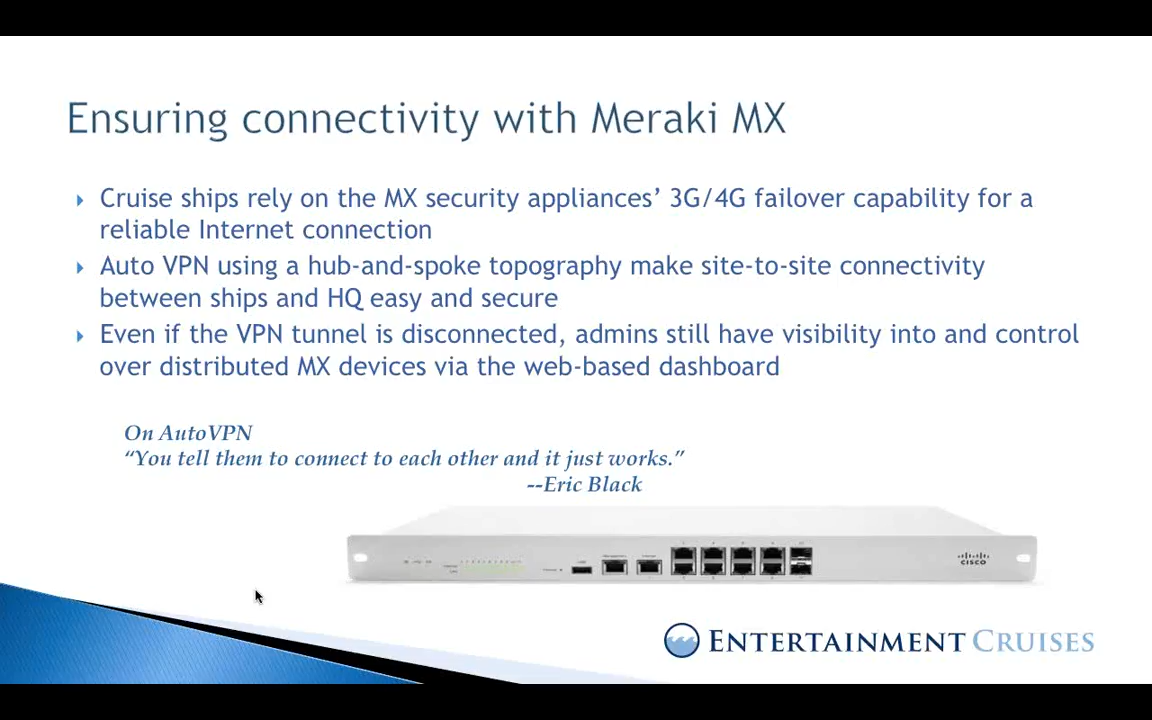 Ensuring connectivity with Meraki MX
Cruise ships rely on the MX security appliances’ 3G/4G failover capability for a
reliable Internet connection
Auto VPN using a hub-and-spoke topography make site-to-site connectivity
between ships and HQ easy and secure
Even if the VPN tunnel is disconnected, admins still have visibility into and control
over distributed MX devices via the web-based dashboard
On AutoVPN
“You tell them to connect to each other and it just works.”
--Eric Black
CISCO
ENTERTAINMENT CRUISES